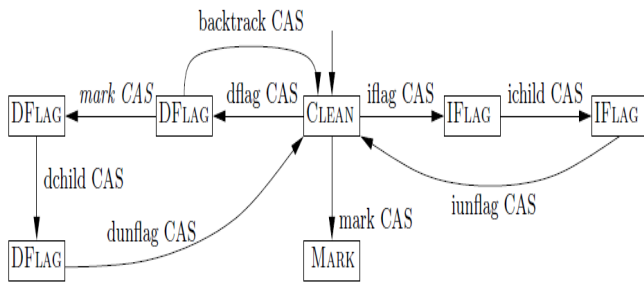 backtrack CAS
mark CAS
dflag CAS
iflag CAS
ichild CAS
DFLAG
DFLAG
CLEAN
IFLAG
IFLAG
dchild CAS
dunflag CAS
mark CAS
iunflag CAS
DFLAG
MARK